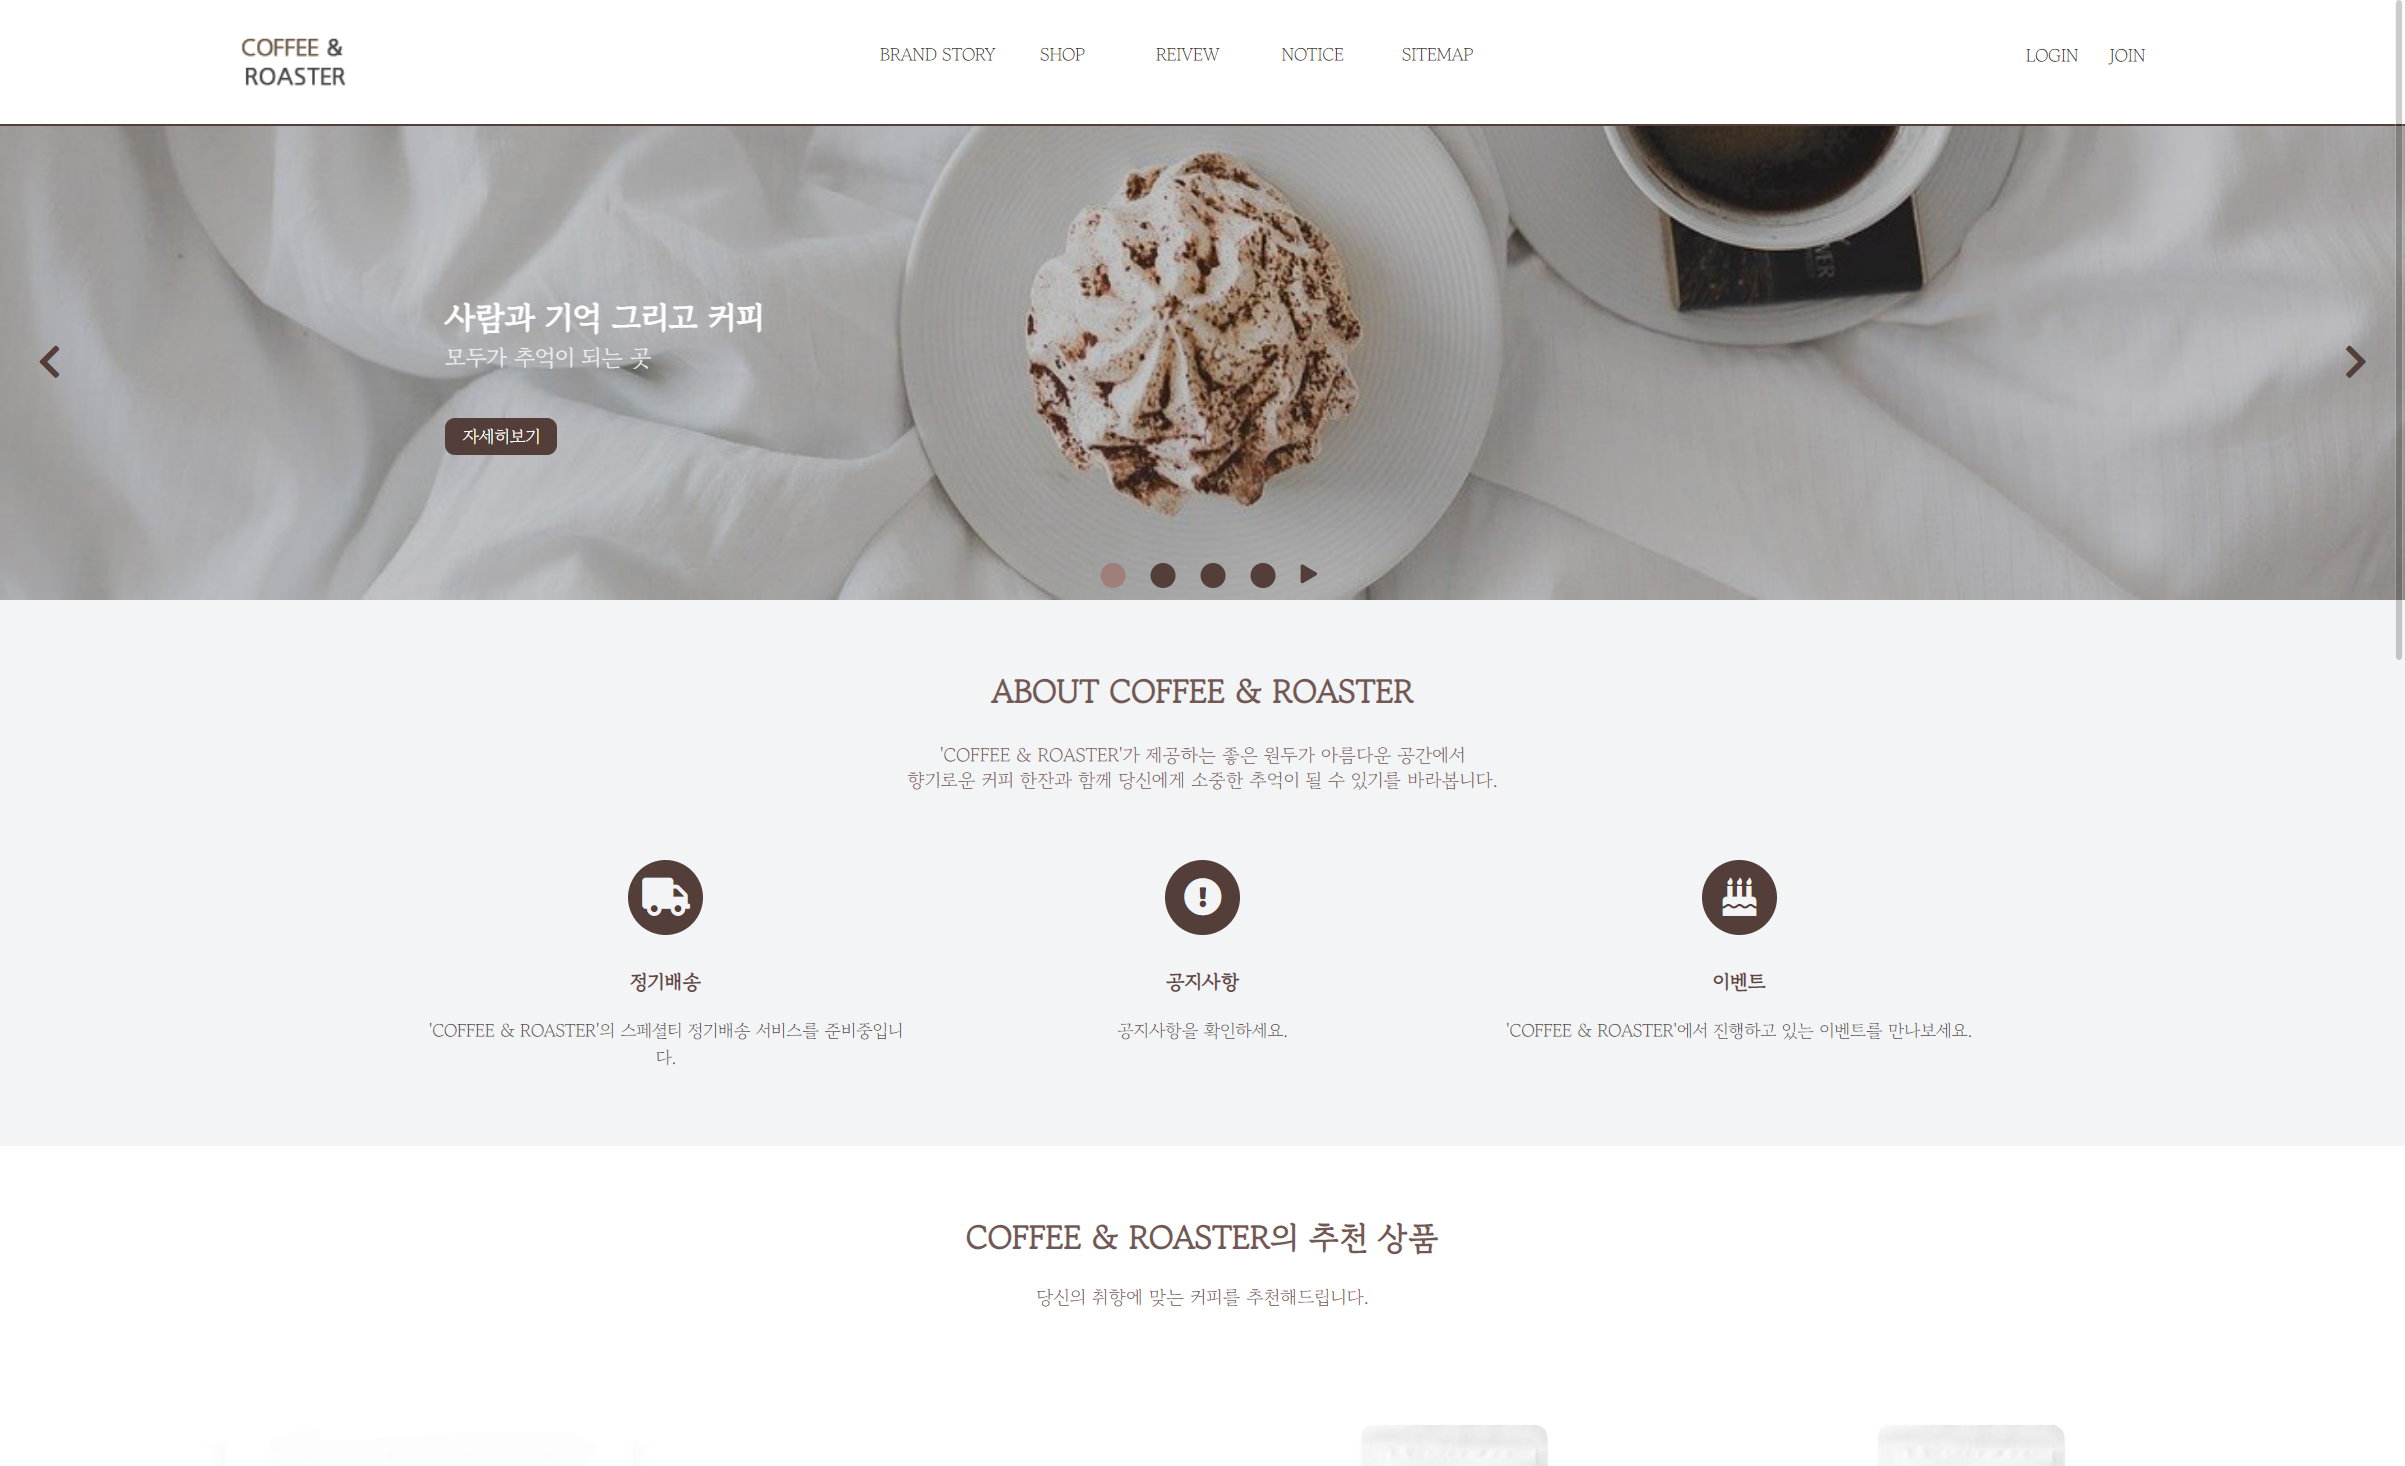 COFFEE &
ROASTER
BRAND STORY SHOP REIVEW NOTICE SITEMAP
LOGIN JOIN
사람과 기억 그리고 커피
모두가 추억이 되는 곳
자세히보기
ABOUT COFFEE & ROASTER
'COFFEE & ROASTER'가 제공하는 좋은 원두가 아름다운 공간에서
향기로운 커피 한잔과 함께 당신에게 소중한 추억이 될 수 있기를 바라봅니다.
정기배송
'COFFEE & ROASTER'의 스페셜티 정기배송 서비스를 준비중입니
다.
공지사항
공지사항을 확인하세요.
이벤트
'COFFEE & ROASTER'에서 진행하고 있는 이벤트를 만나보세요.
COFFEE & ROASTER의 추천 상품
당신의 취향에 맞는 커피를 추천해드립니다.